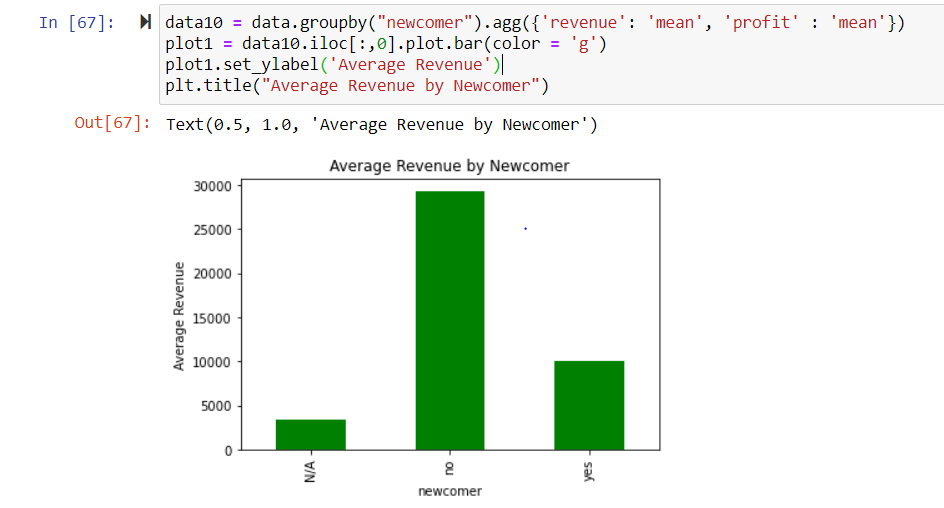 In [67]:
data10 = data.groupby("newcomer").agg({'revenue': 'mean', 'profit' : 'mean'})
plot1 = data10.iloc[:,0].plot.bar(color = 'g')
plot1.set_ylabel('Average Revenue')
plt.title("Average Revenue by Newcomer")
Out[67]: Text(0.5, 1.0, 'Average Revenue by Newcomer')
Average Revenue by Newcomer
30000
25000
20000
15000
10000
5000
0
Average Revenue
N/A
no
yes
newcomer